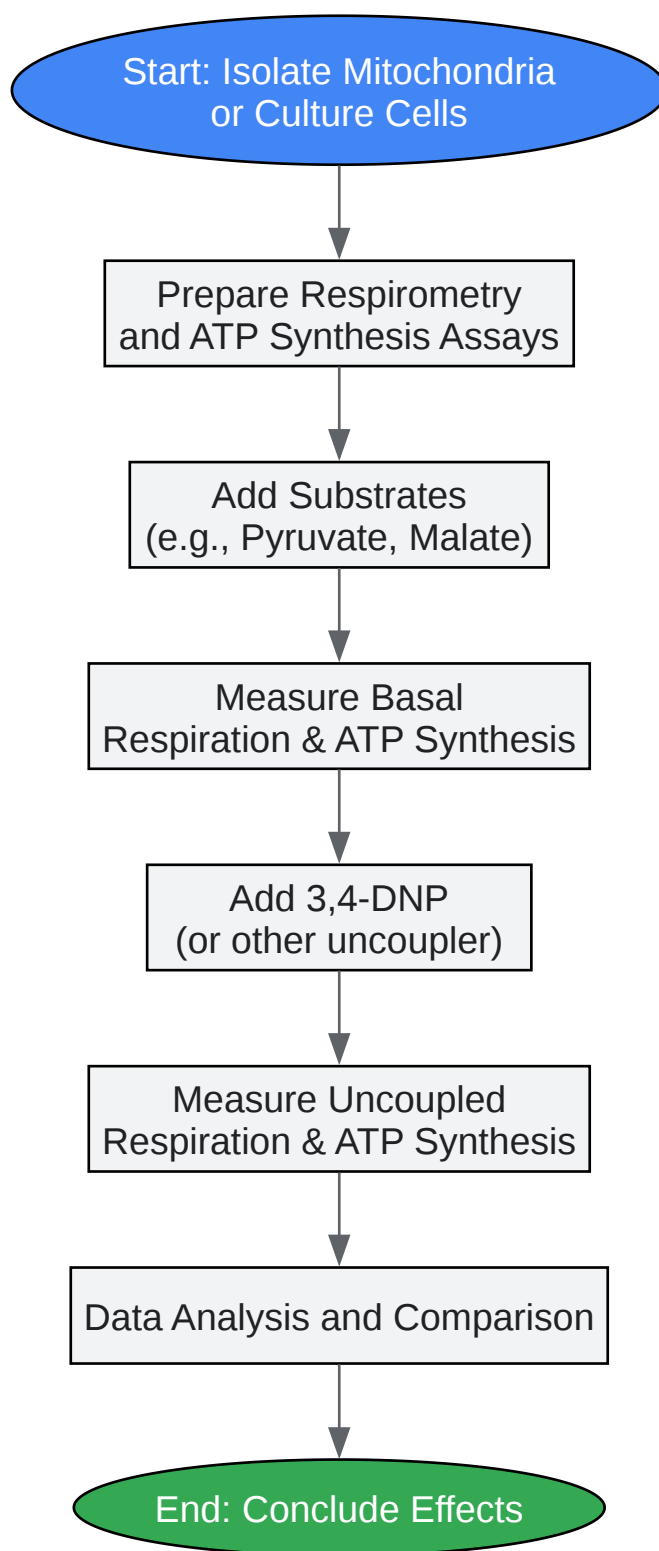 Start: Isolate Mitochondria
or Culture Cells
Prepare Respirometry
and ATP Synthesis Assays
Add Substrates
(e.g., Pyruvate, Malate)
Measure Basal
Respiration & ATP Synthesis
Add 3,4-DNP
(or other uncoupler)
Measure Uncoupled
Respiration & ATP Synthesis
Data Analysis and Comparison
End: Conclude Effects